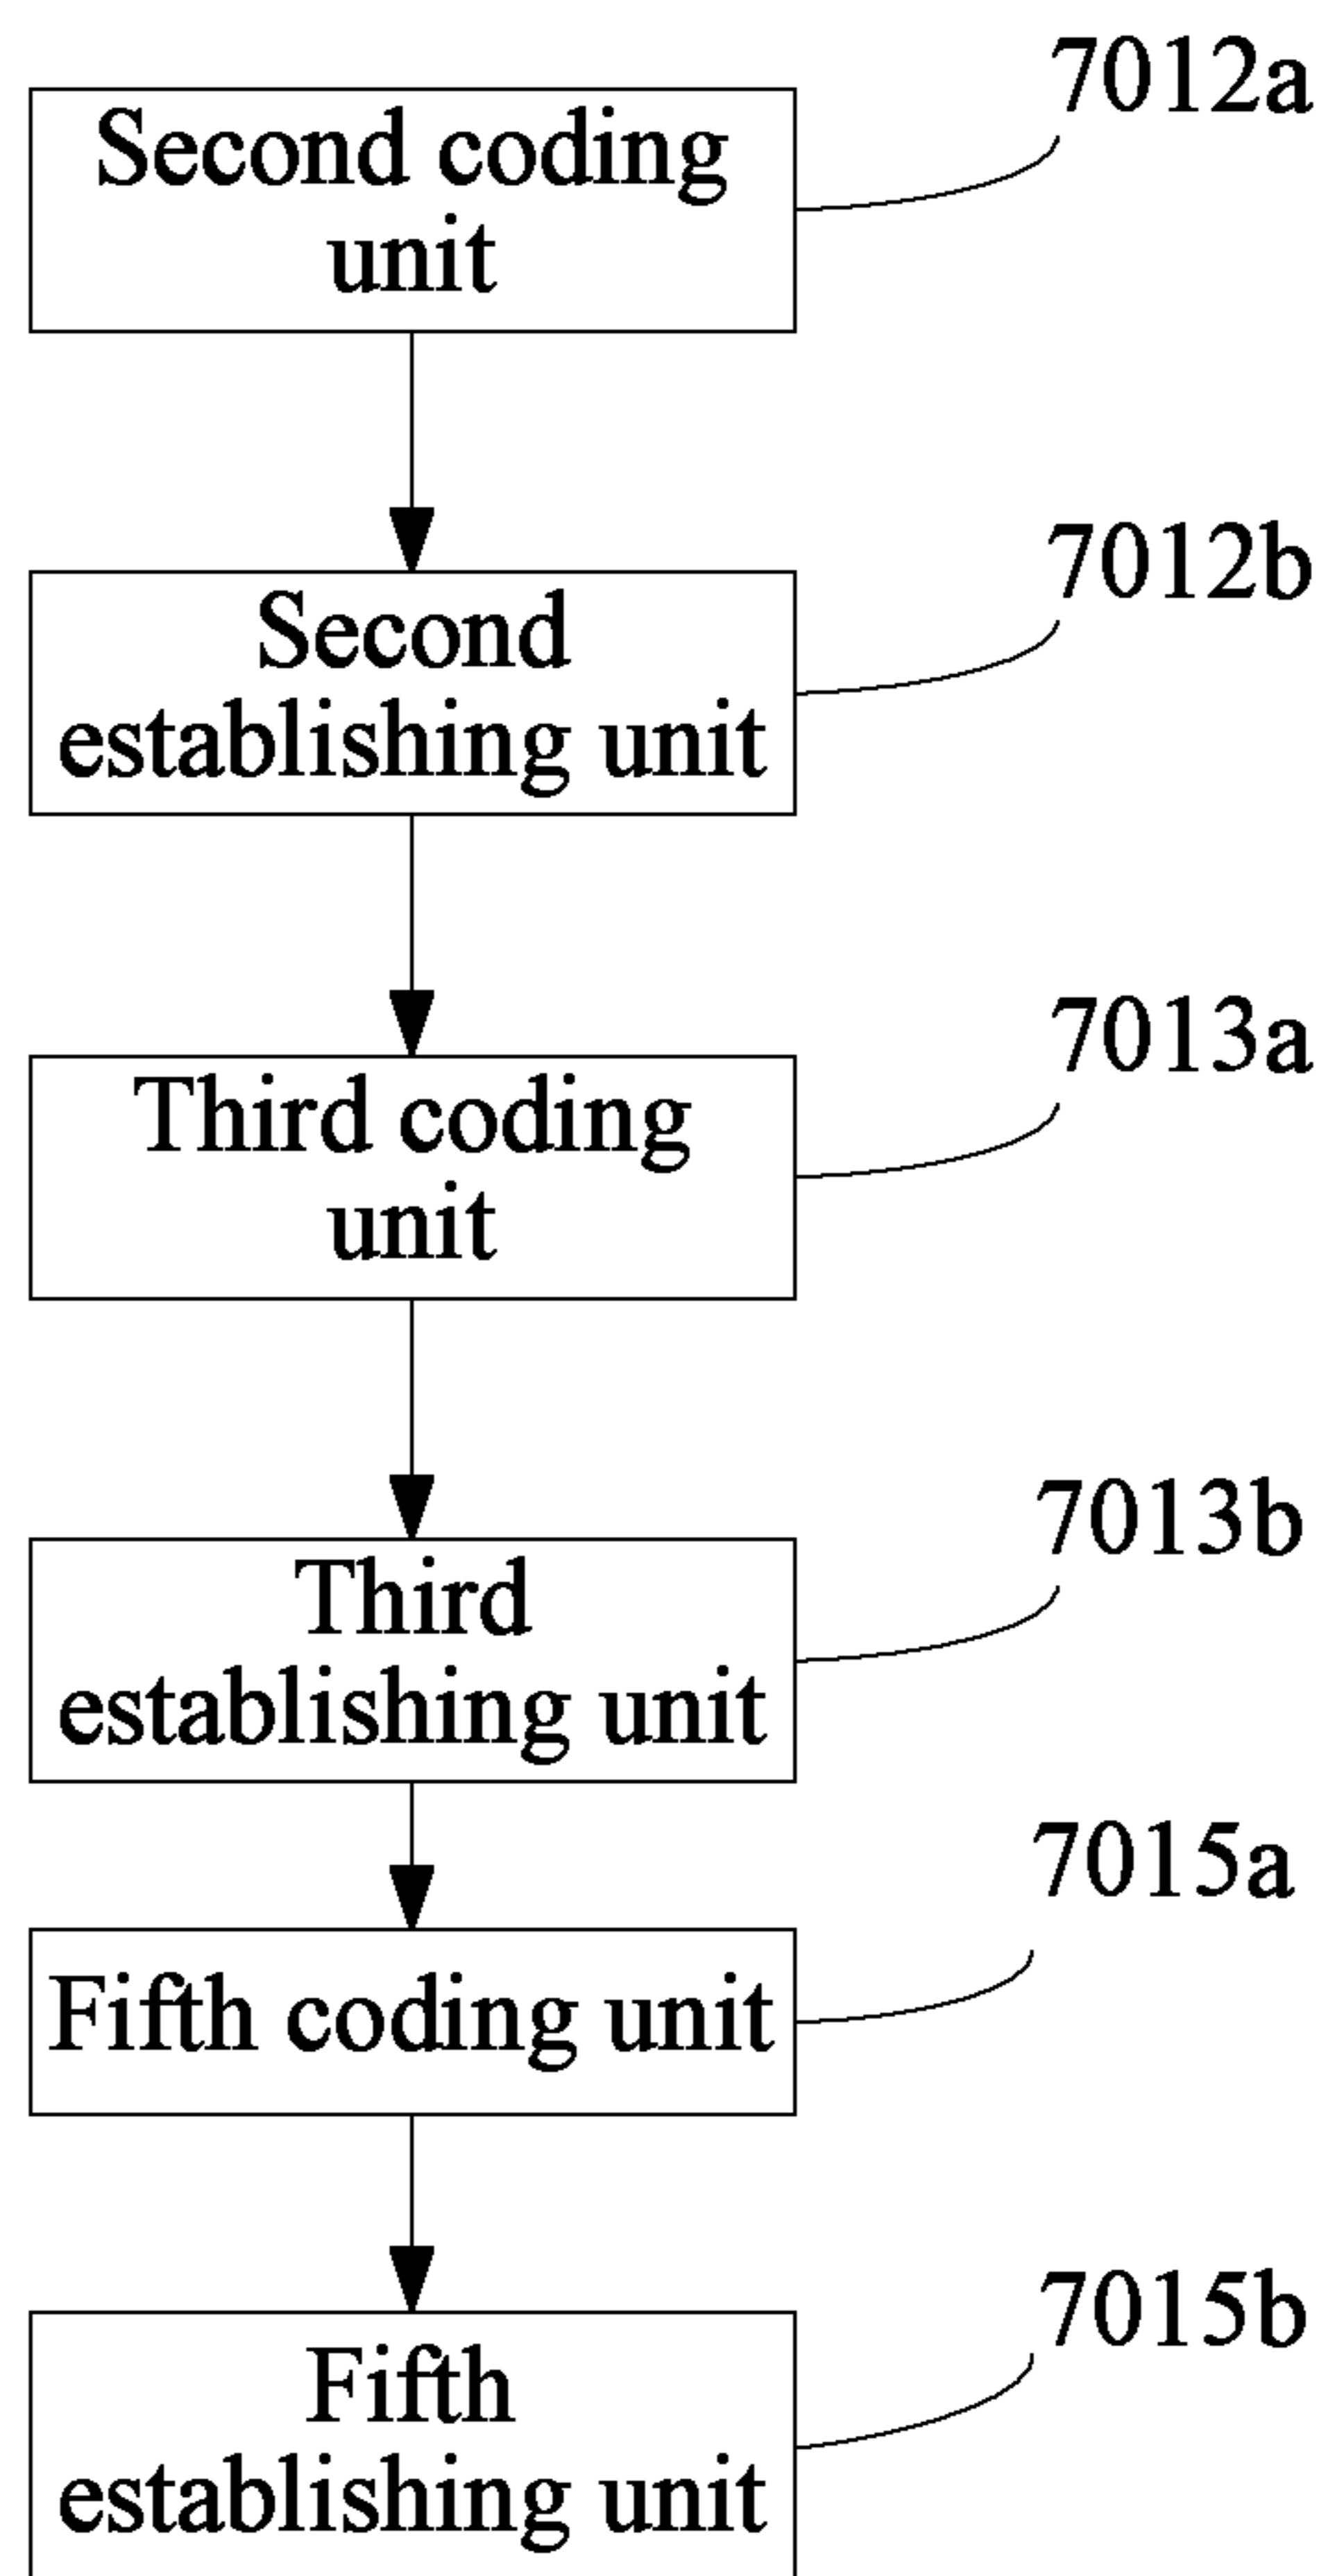 7012a
Second coding
unit
7012b
Second
establishing unit
7013a
Third coding
unit
7013b
Third
establishing unit
7015a
Fifth coding unit
7015b
Fifth
establishing unit